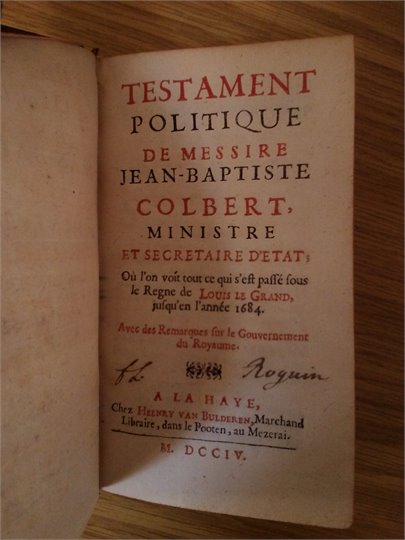 TESTAMENT
POLITIQUE
DE MESSIRE
JEAN-BAPTISTE
COLBERT,
MINISTRE
ET SECRETAIRE D'ETAT;
Où l'on voit tout ce qui s'est passé sous
le Regne de LOUIS LE GRAND,
jusqu'en l'année 1684.
Avec des Remarques sur le Gouvernement
du Royaume.
Roguin
A LA HAYE,
Chez HEENRY VAN BULDEREN, Marchand
Libraire, dans le Pooten, au Mezerai.
M. DCCIV.